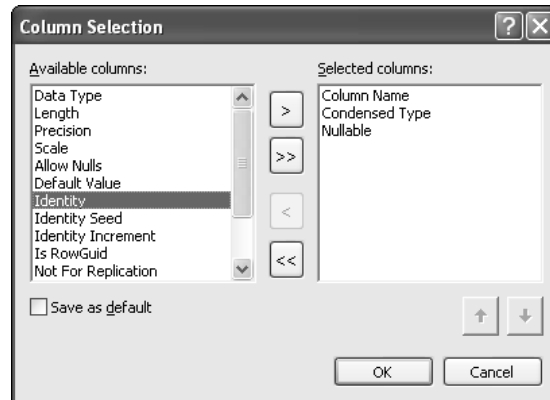 Column Selection
Available columns:
Data Type
Length
Precision
Scale
Allow Nulls
Default Value
Identity
Identity Seed
Identity Increment
Is RowGuid
Not For Replication
>
>>
<
<<
Selected columns:
Column Name
Condensed Type
Nullable
Save as default
OK
Cancel